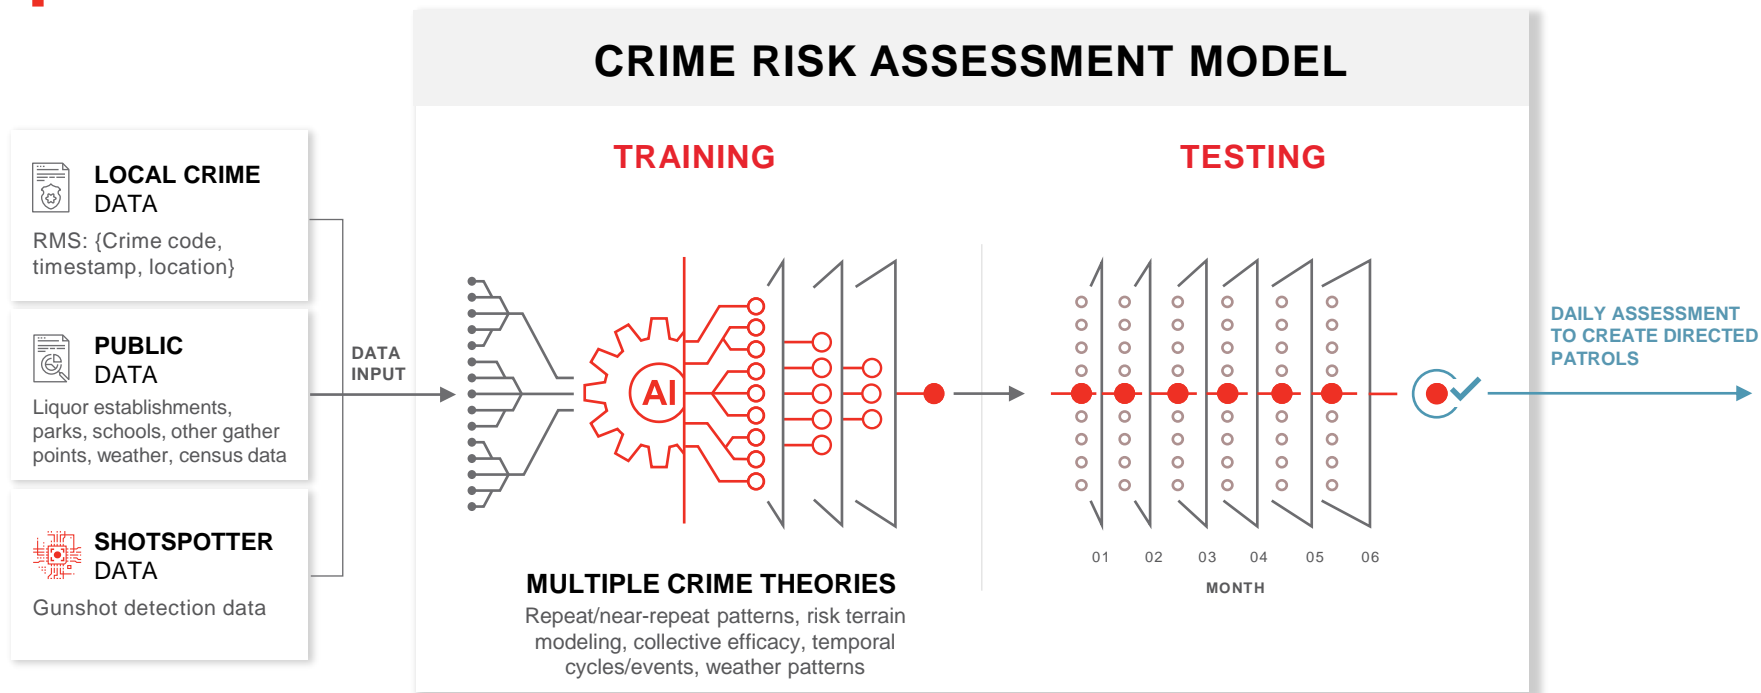 CRIME RISK ASSESSMENT MODEL
LOCAL CRIME
DATA
RMS: {Crime code,
timestamp, location}
PUBLIC
DATA
Liquor establishments,
parks, schools, other gather
points, weather, census data
SHOTSPOTTER
DATA
Gunshot detection data
DATA
INPUT
TRAINING
AI
MULTIPLE CRIME THEORIES
Repeat/near-repeat patterns, risk terrain
modeling, collective efficacy, temporal
cycles/events, weather patterns
TESTING
01 02 03 04 05 06
MONTH
DAILY ASSESSMENT
TO CREATE DIRECTED
PATROLS